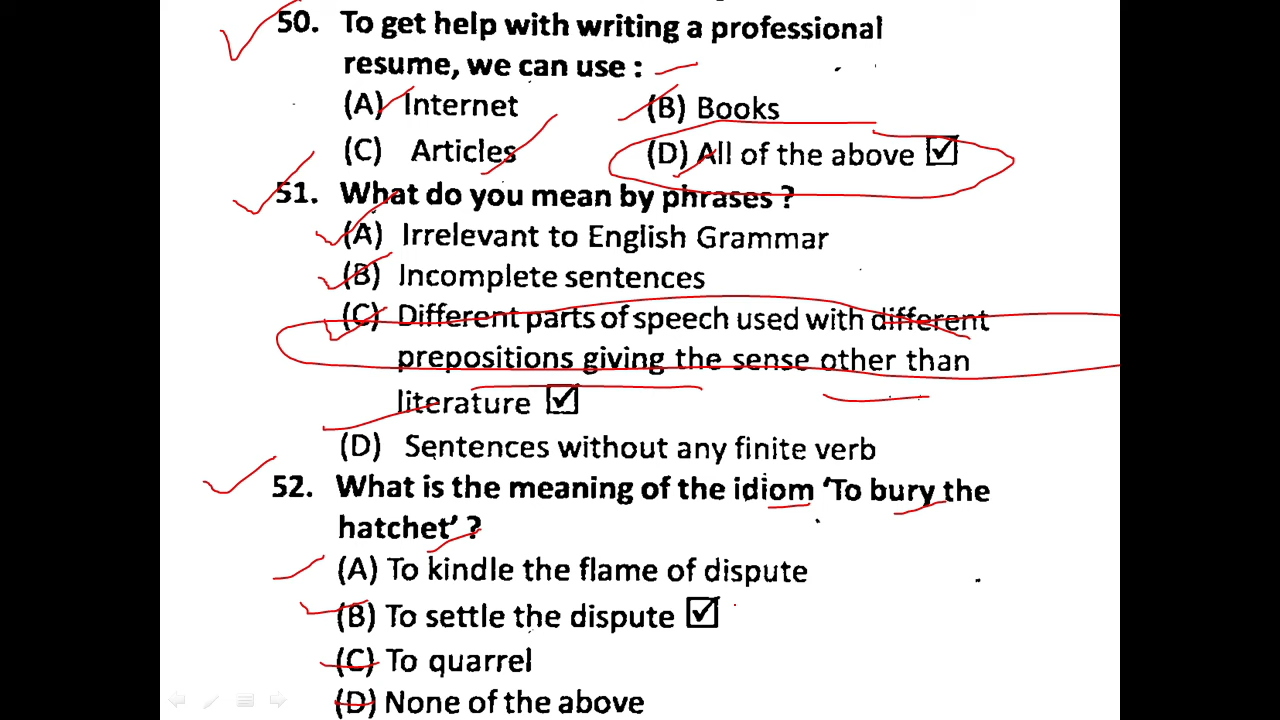 50. To get help with writing a professional
resume, we can use :
(A) Internet (B) Books
(C) Articles (D) All of the above ☑
51. What do you mean by phrases ?
(A) Irrelevant to English Grammar
(B) Incomplete sentences
(C) Different parts of speech used with different
prepositions giving the sense other than
literature ☑
(D) Sentences without any finite verb
52. What is the meaning of the idiom ‘To bury the
hatchet’ ?
(A) To kindle the flame of dispute
(B) To settle the dispute ☑
(C) To quarrel
(D) None of the above